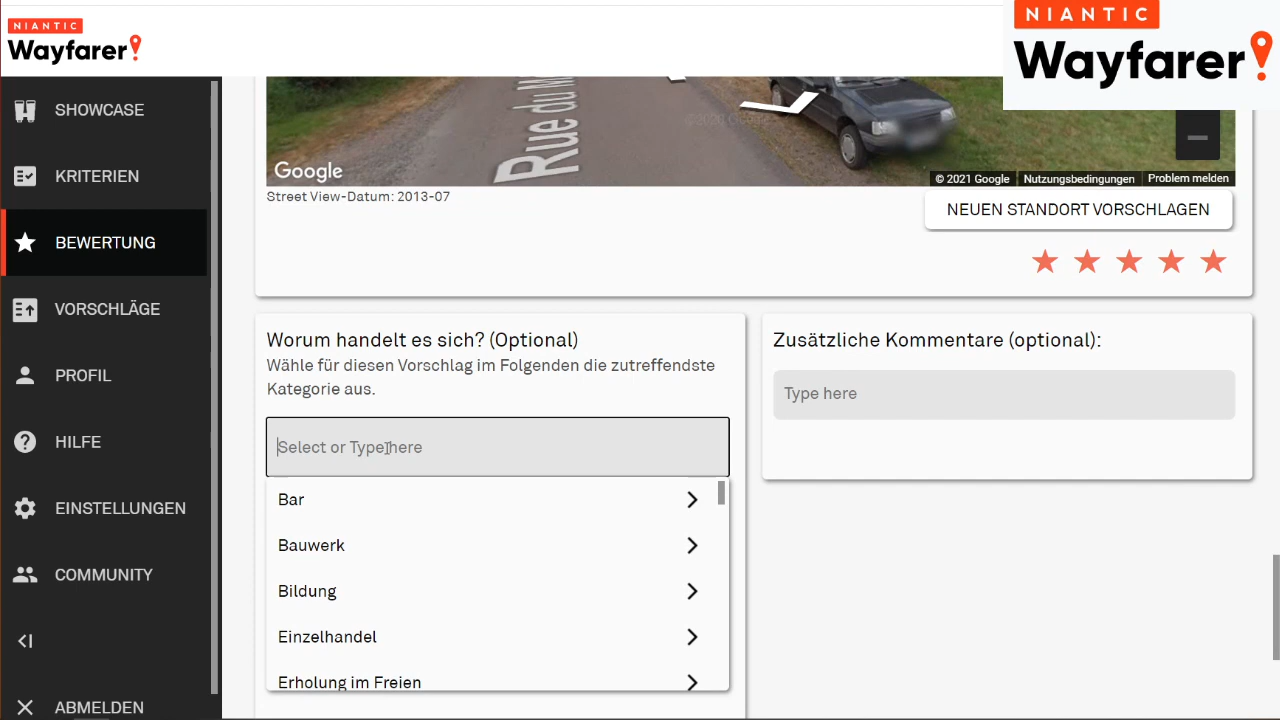 NIANTIC
Wayfarer!
NIANTIC
Wayfarer!
SHOWCASE
KRITERIEN
BEWERTUNG
VORSCHLÄGE
PROFIL
HILFE
EINSTELLUNGEN
COMMUNITY
ABMELDEN
Rue du M
Google
© 2021 Google
Nutzungsbedingungen
Problem melden
Street View-Datum: 2013-07
NEUEN STANDORT VORSCHLAGEN
Worum handelt es sich? (Optional)
Wähle für diesen Vorschlag im Folgenden die zutreffendste
Kategorie aus.
Select or Type here
Bar
Bauwerk
Bildung
Einzelhandel
Erholung im Freien
Zusätzliche Kommentare (optional):
Type here